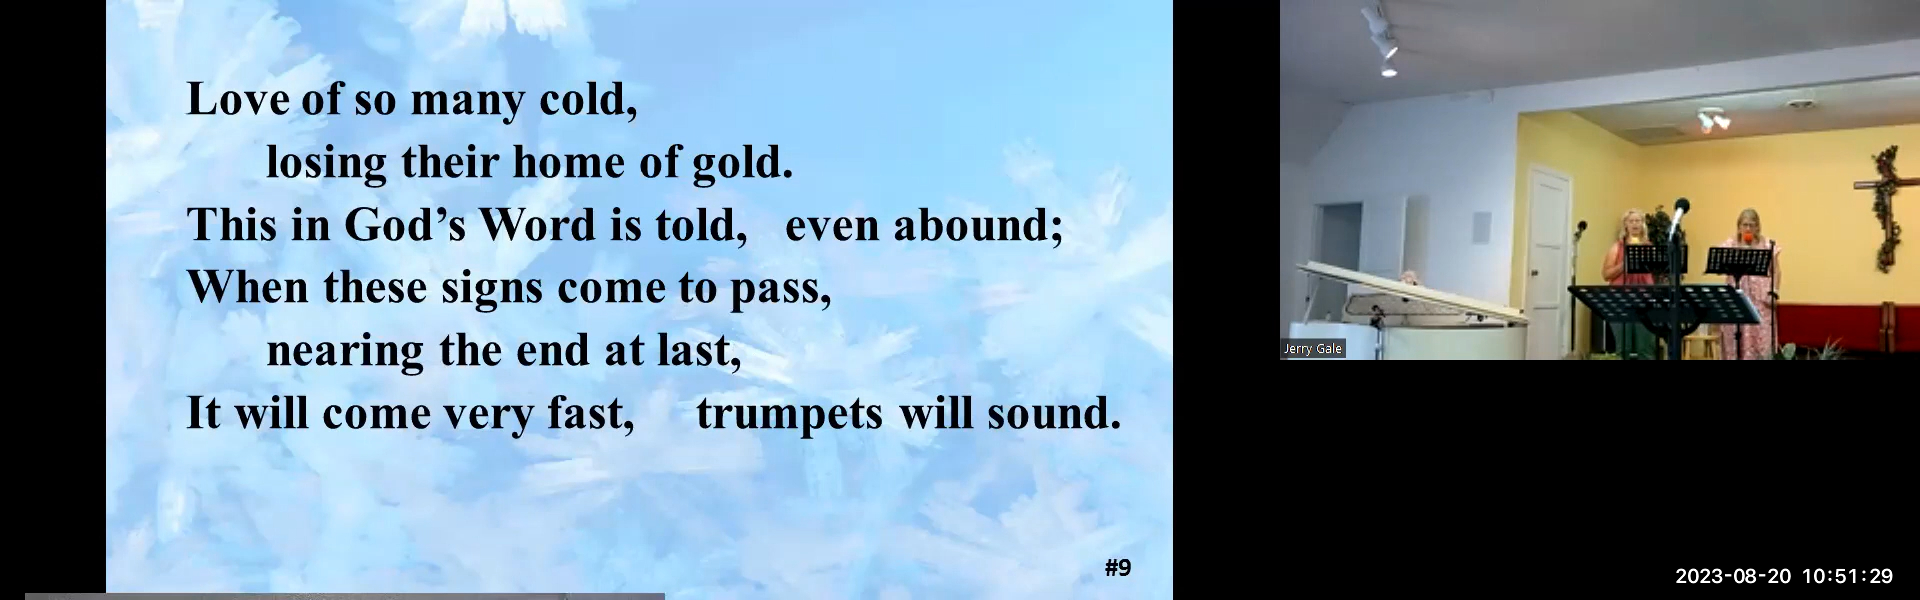 Love of so many cold,
losing their home of gold.
This in God’s Word is told, even abound;
When these signs come to pass,
nearing the end at last,
It will come very fast, trumpets will sound.
#9
Jerry Gale
2023-08-20 10:51:29